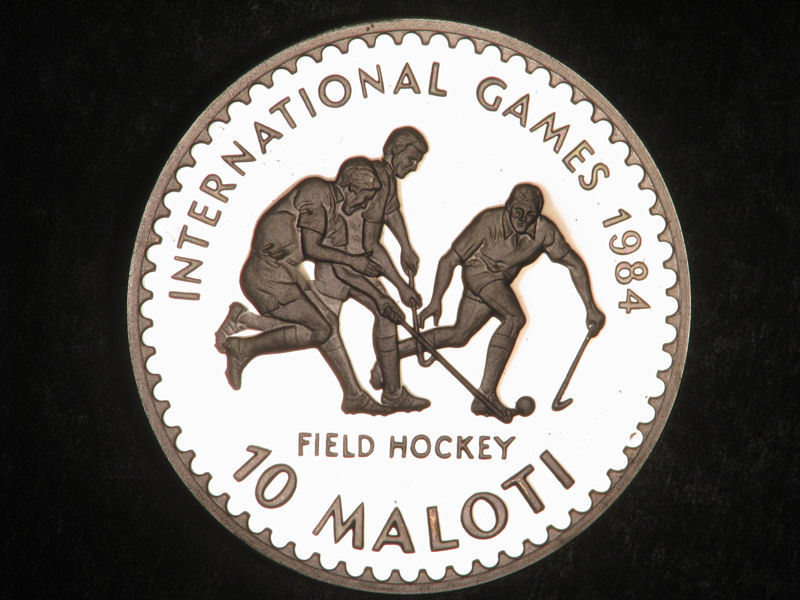 INTERNATIONAL GAMES 1984
FIELD HOCKEY
10 MALOTI